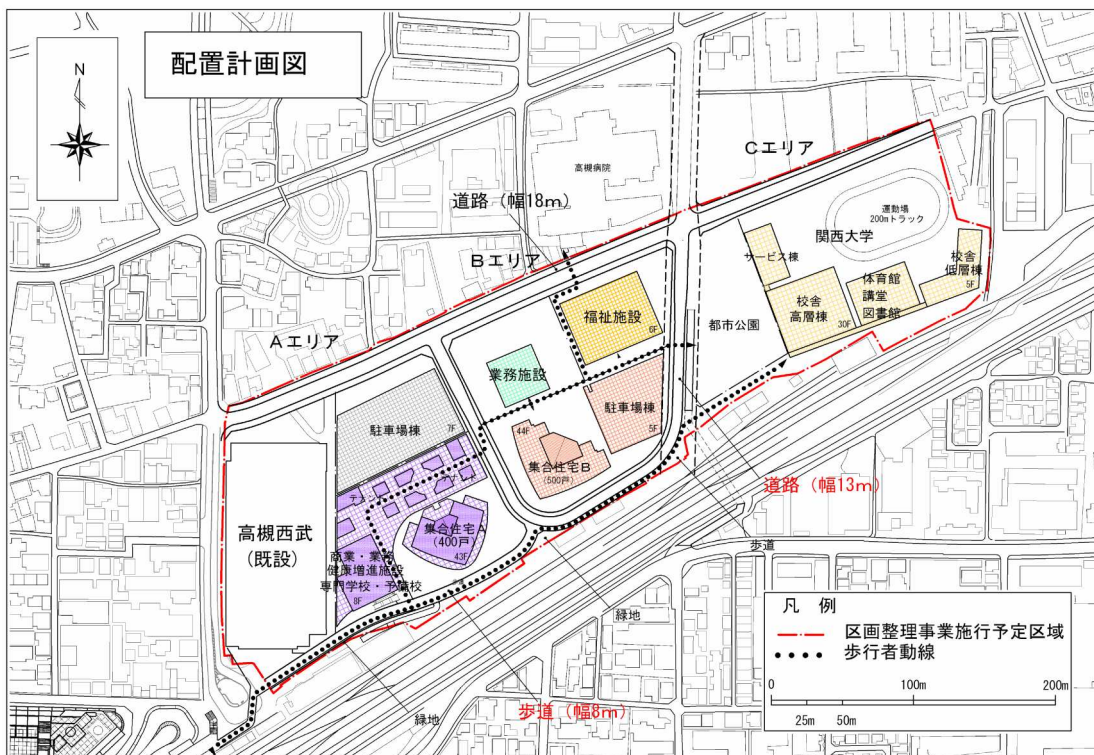 配置計画図
N
Cエリア
高槻病院
道路（幅18m）
運動場
200mトラック
関西大学
Bエリア
サービス棟
校舎
低層棟
5F
体育館
講堂
図書館
校舎
高層棟
30F
福祉施設
6F
都市公園
Aエリア
業務施設
駐車場棟
7F
駐車場棟
5F
44F
集合住宅B
(500戸)
道路（幅13m）
テナント
テナント
高槻西武
(既設)
集合住宅A
(400戸)
43F
歩道
商業・業務
健康増進施設
専門学校・予備校
8F
緑地
緑地
歩道（幅8m）
凡 例
区画整理事業施行予定区域
歩行者動線
0 100m 200m
25m 50m